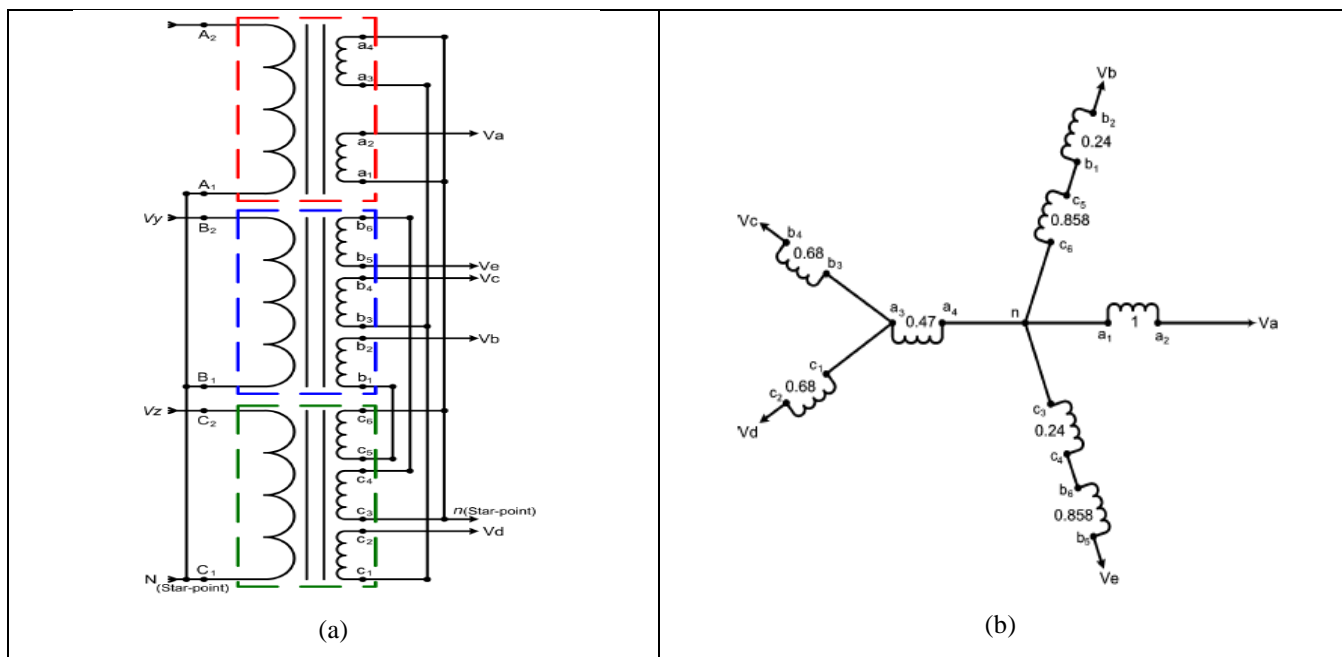 A2
a4
a3
Va
a2
a1
A1
Vy
B2
b6
b5
Ve
b4
Vc
b3
b2
Vb
B1
b1
Vz
C2
c6
c5
c4
c3
n(Star-point)
c2
Vd
N
C1
c1
(Star-point)
(a)
Vb
b2
0.24
b1
c5
0.858
c6
'Vc
b4
0.68
b3
a3
0.47
a4
n
a1
1
a2
Va
c1
c2
0.68
'Vd
c3
0.24
c4
b6
0.858
b5
Ve
(b)